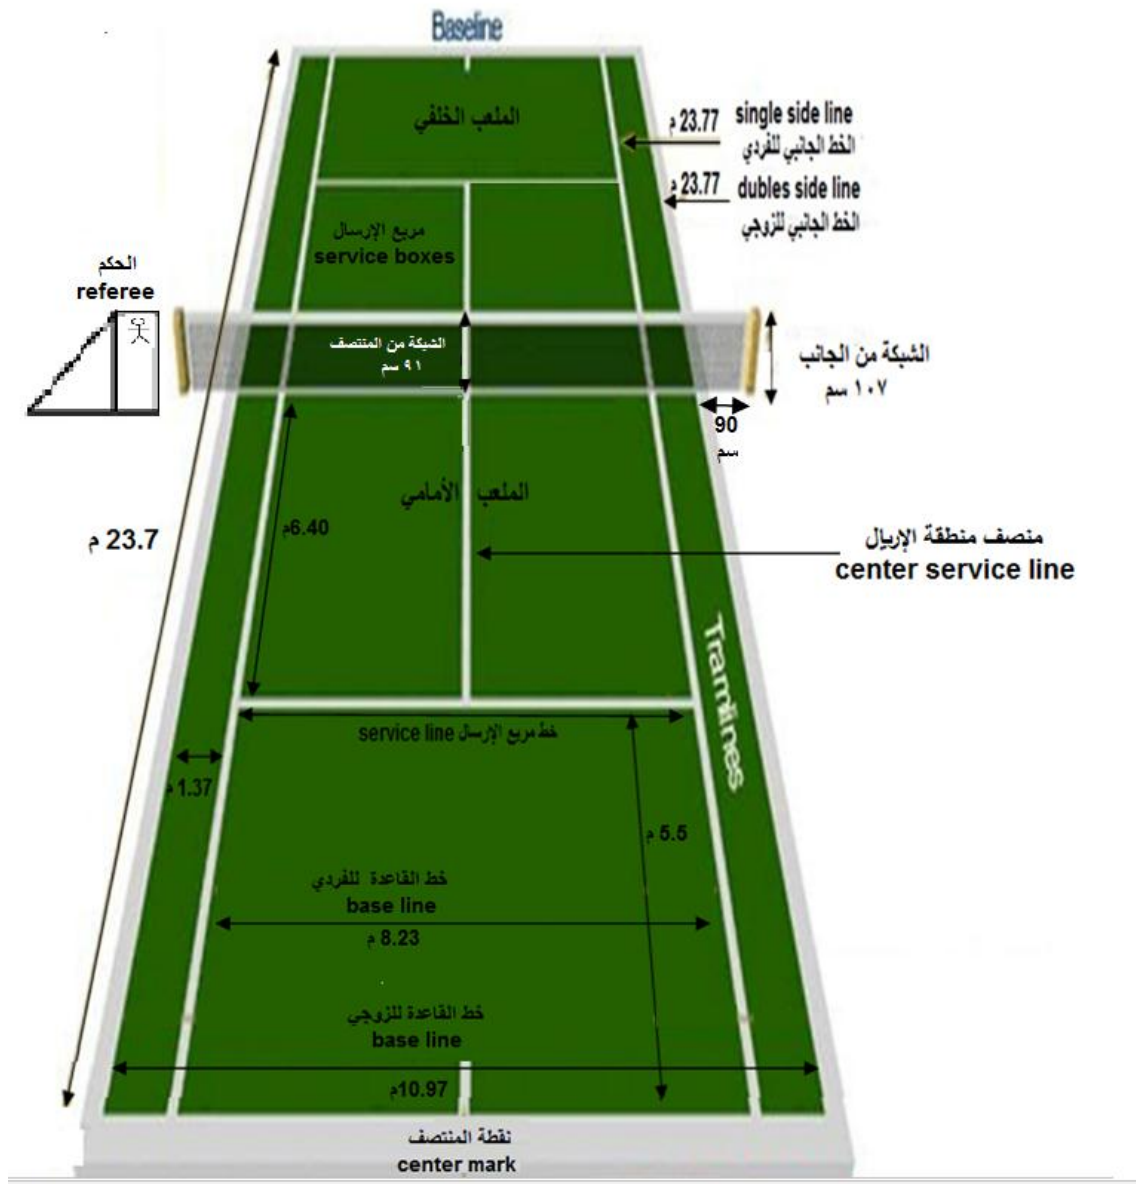 Baseline
الملعب الخلفي
23.77 م single side line
الخط الجانبي للفردي
23.77 م dubles side line
الخط الجانبي للزوجي
مربع الإرسال
service boxes
الحكم
referee
الشبكة من المنتصف
٩١ سم
الشبكة من الجانب
١٠٧ سم
90
سم
الملعب الأمامي
6.40م
23.7 م
منصف منطقة الإريال
center service line
Tramlines
خط مربع الإرسال service line
1.37 م
5.5 م
خط القاعدة للفردي
base line
8.23 م
خط القاعدة للزوجي
base line
10.97م
نقطة المنتصف
center mark